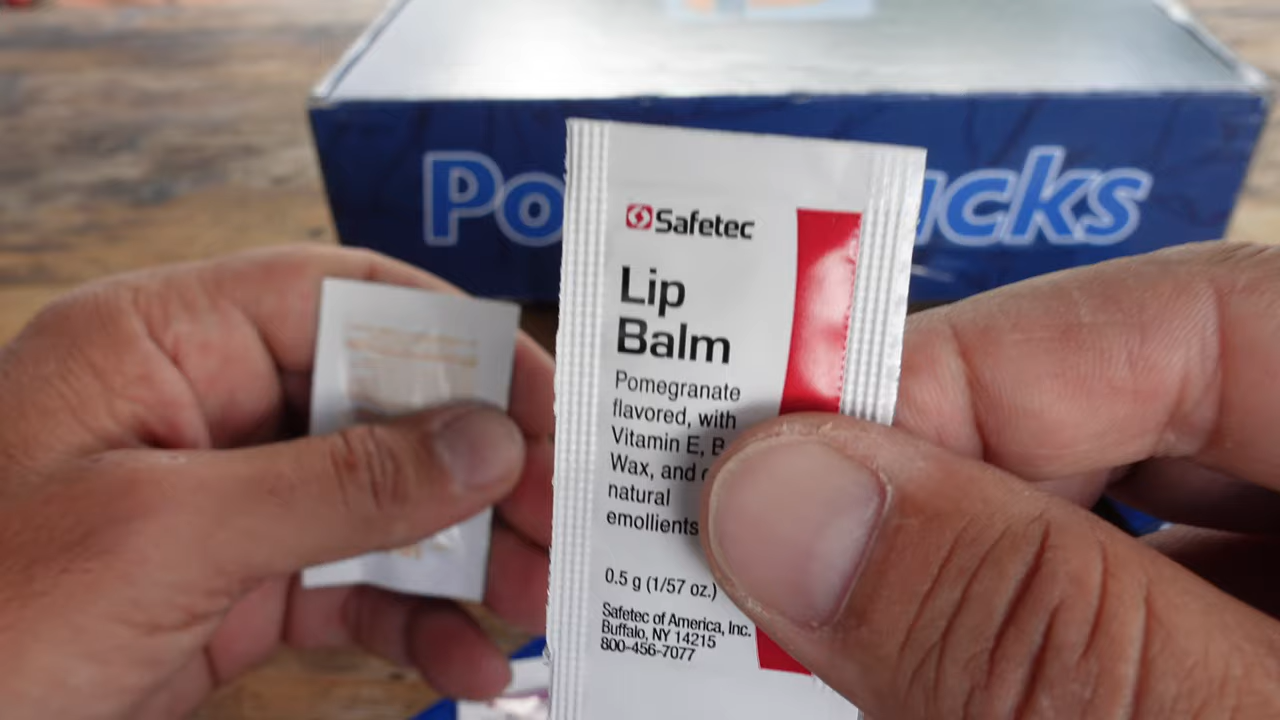 Po ucks
Safetec
Lip
Balm
Pomegranate
flavored, with
Vitamin E, B
Wax, and
natural
emollients
0.5 g (1/57 oz.)
Safetec of America, Inc.
Buffalo, NY 14215
800-456-7077